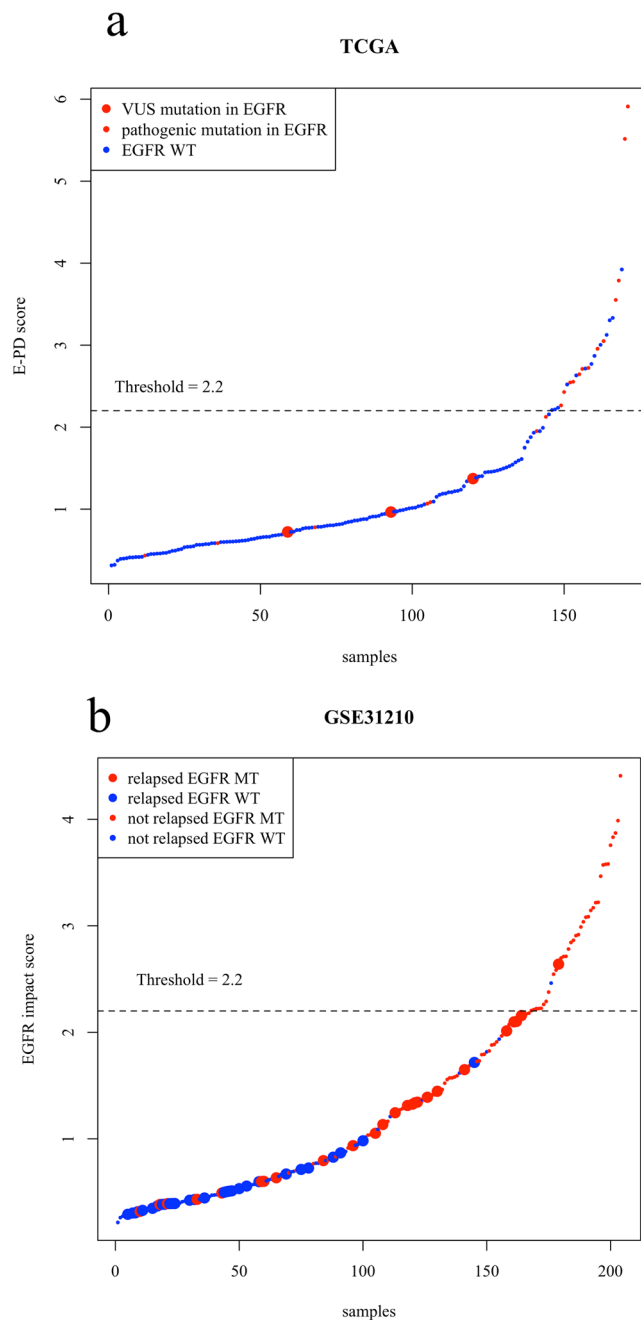 a
TCGA
VUS mutation in EGFR
pathogenic mutation in EGFR
EGFR WT
6
5
4
3
2
1
E-PD score
Threshold = 2.2
0
50
100
150
samples
b
GSE31210
relapsed EGFR MT
relapsed EGFR WT
not relapsed EGFR MT
not relapsed EGFR WT
4
3
2
1
EGFR impact score
Threshold = 2.2
0
50
100
150
200
samples